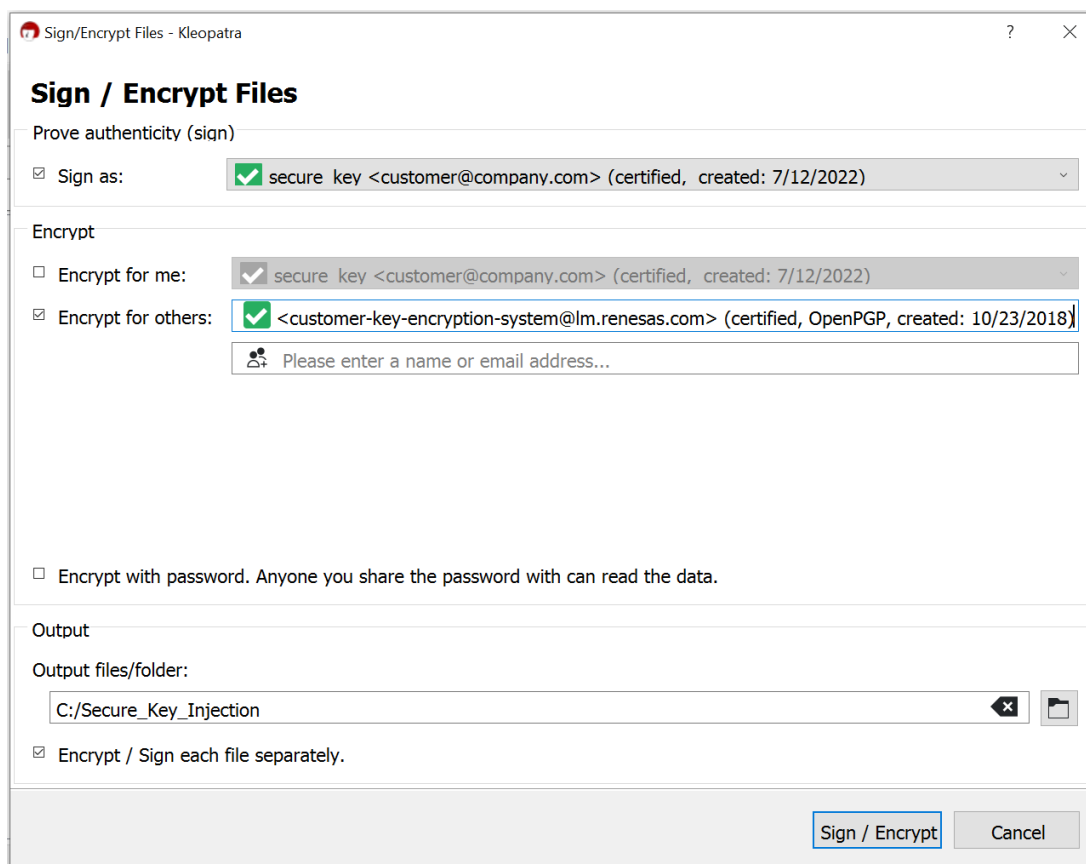 Sign/Encrypt Files - Kleopatra ?
Sign / Encrypt Files
Prove authenticity (sign)
Sign as: secure key <customer@company.com> (certified, created: 7/12/2022)
Encrypt
Encrypt for me: secure key <customer@company.com> (certified, created: 7/12/2022)
Encrypt for others: <customer-key-encryption-system@lm.renesas.com> (certified, OpenPGP, created: 10/23/2018)
Please enter a name or email address...
Encrypt with password. Anyone you share the password with can read the data.
Output
Output files/folder:
C:/Secure_Key_Injection
Encrypt / Sign each file separately.
Sign / Encrypt Cancel